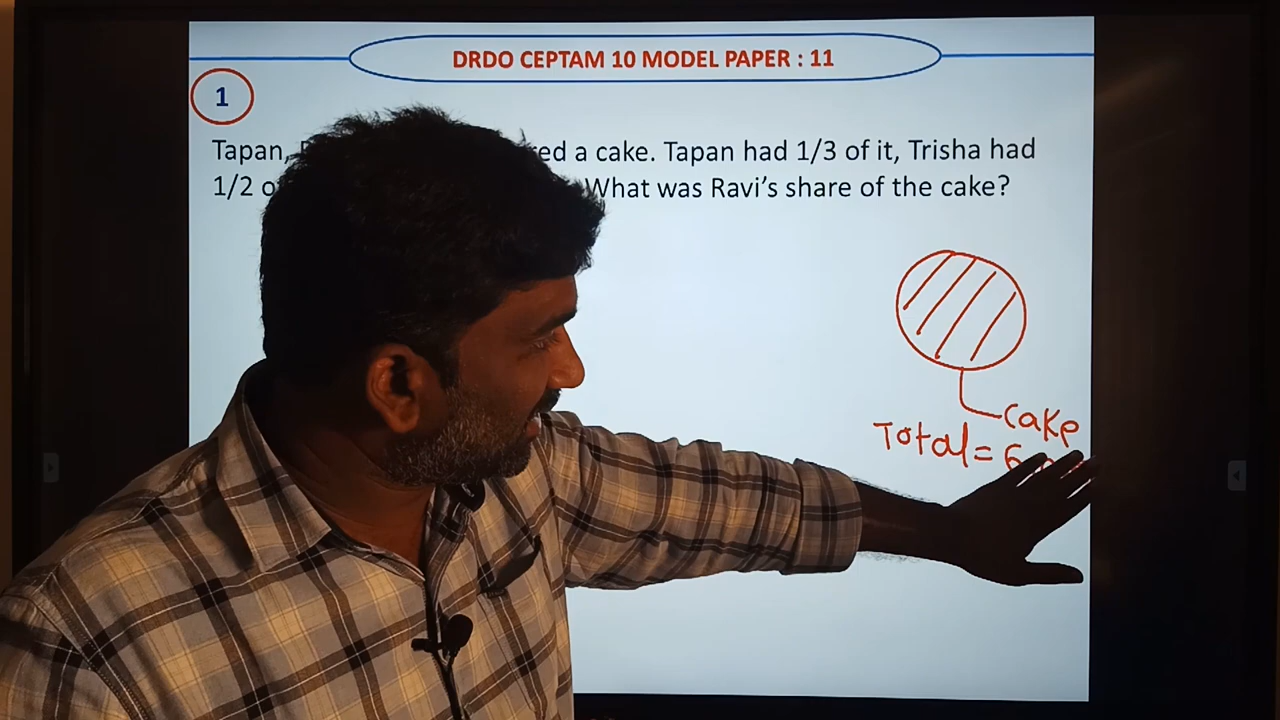 DRDO CEPTAM 10 MODEL PAPER : 11
1
Tapan, a cake. Tapan had 1/3 of it, Trisha had
1/2 What was Ravi's share of the cake?
cake
Total =